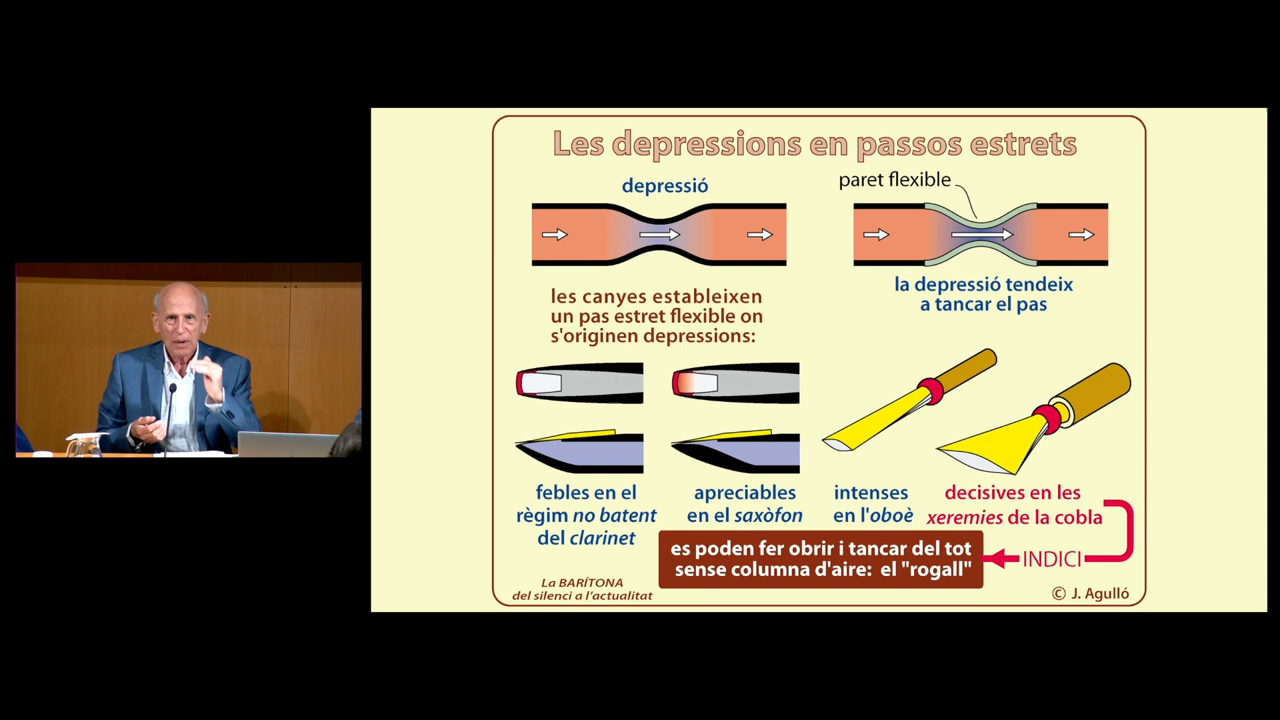 Les depressions en passos estrets
depressió
paret flexible
la depressió tendeix
a tancar el pas
les canyes estableixen
un pas estret flexible on
s'originen depressions:
febles en el
règim no batent
del clarinet
apreciables
en el saxòfon
intenses
en l'oboè
decisives en les
xeremies de la cobla
es poden fer obrir i tancar del tot
sense columna d'aire: el "rogall"
INDICI
La BARÍTONA
del silenci a l'actualitat
© J. Agulló